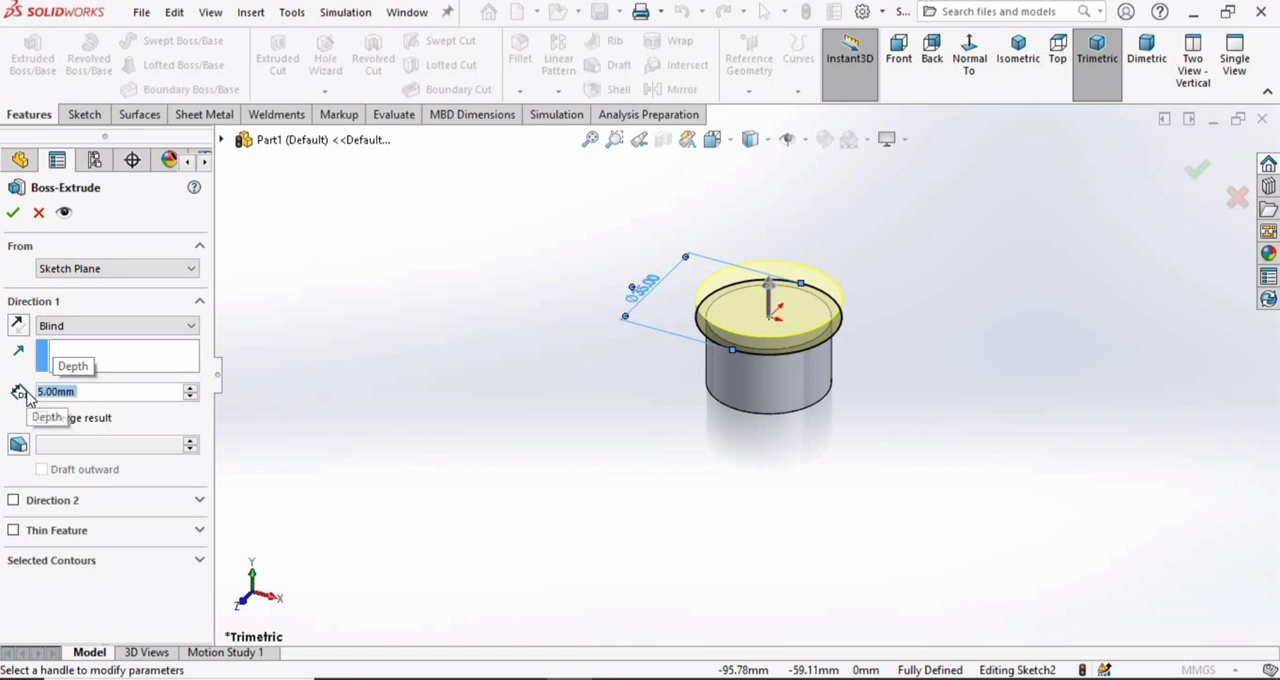 SOLIDWORKS File Edit View Insert Tools Simulation Window S... Search files and models
Extruded Boss/Base
Revolved Boss/Base
Swept Boss/Base
Lofted Boss/Base
Boundary Boss/Base
Extruded Cut
Hole Wizard
Revolved Cut
Swept Cut
Lofted Cut
Boundary Cut
Fillet
Linear Pattern
Rib
Draft
Shell
Wrap
Intersect
Mirror
Reference Geometry
Curves
Instant3D
Front
Back
Normal To
Isometric
Top
Trimetric
Dimetric
Two View - Vertical
Single View
Features Sketch Surfaces Sheet Metal Weldments Markup Evaluate MBD Dimensions Simulation Analysis Preparation
Part1 (Default) <<Default...
Boss-Extrude
From
Sketch Plane
Direction 1
Blind
Depth
5.00mm
Depth
ge result
Draft outward
Direction 2
Thin Feature
Selected Contours
Ø35.00
Y
X
Z
*Trimetric
Model 3D Views Motion Study 1
Select a handle to modify parameters -95.78mm -59.11mm 0mm Fully Defined Editing Sketch2 MMGS